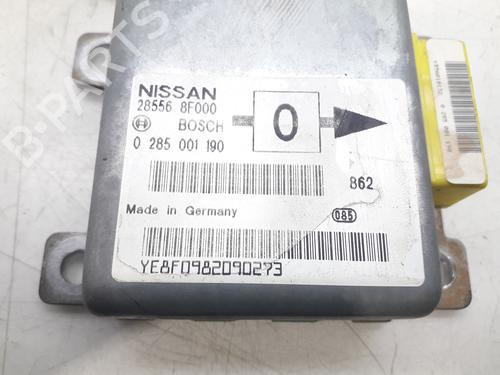 B-PARTS
NISSAN
28556 8F000
BOSCH
0
0 285 001 190
862
Made in Germany
085
YE8F0982090273